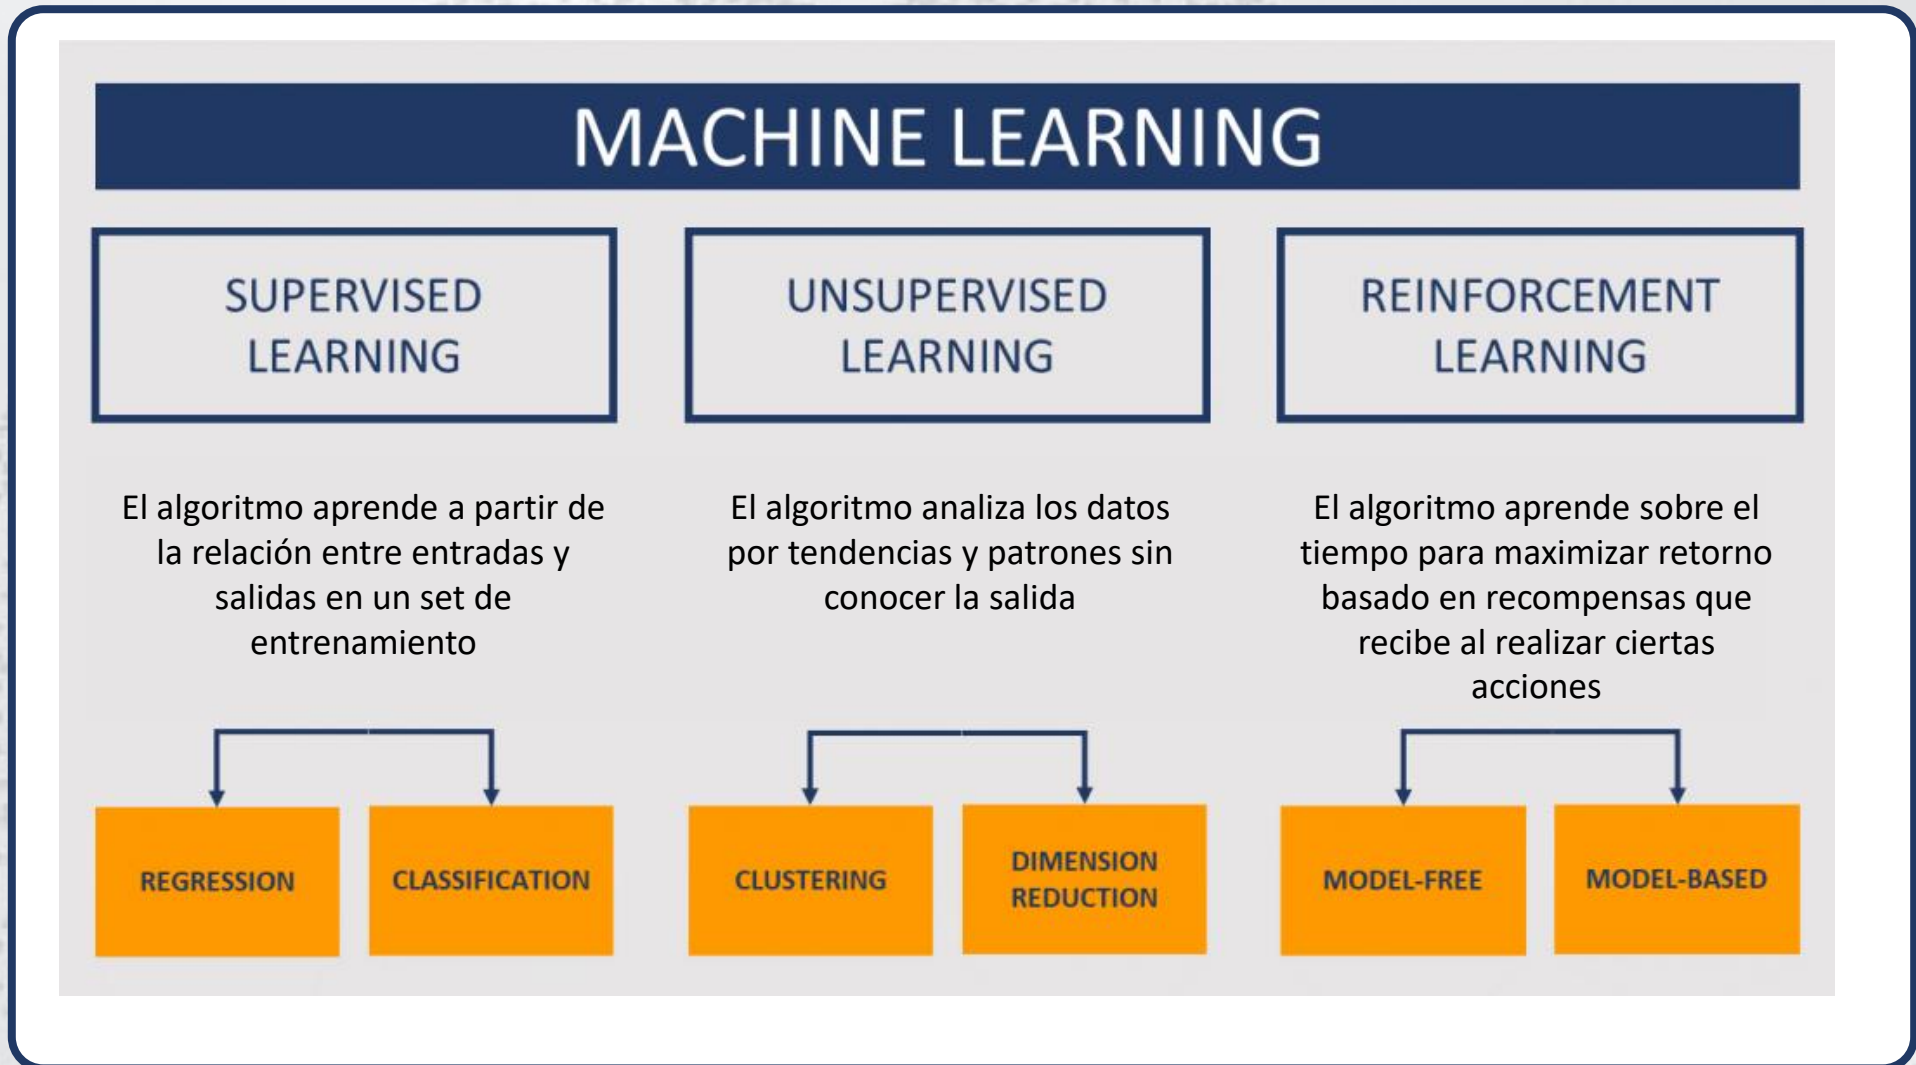 MACHINE LEARNING
SUPERVISED
LEARNING
El algoritmo aprende a partir de
la relación entre entradas y
salidas en un set de
entrenamiento
REGRESSION
CLASSIFICATION
UNSUPERVISED
LEARNING
El algoritmo analiza los datos
por tendencias y patrones sin
conocer la salida
CLUSTERING
DIMENSION
REDUCTION
REINFORCEMENT
LEARNING
El algoritmo aprende sobre el
tiempo para maximizar retorno
basado en recompensas que
recibe al realizar ciertas
acciones
MODEL-FREE
MODEL-BASED